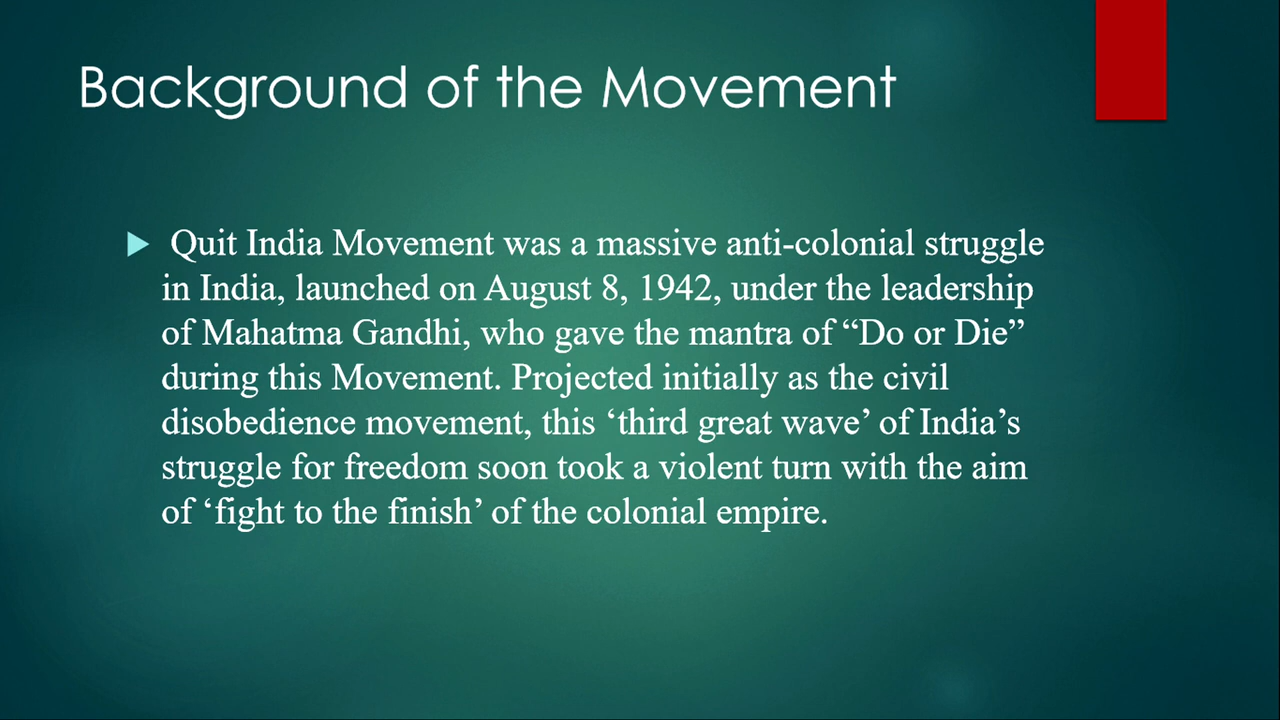 Background of the Movement
Quit India Movement was a massive anti-colonial struggle
in India, launched on August 8, 1942, under the leadership
of Mahatma Gandhi, who gave the mantra of “Do or Die”
during this Movement. Projected initially as the civil
disobedience movement, this ‘third great wave’ of India’s
struggle for freedom soon took a violent turn with the aim
of ‘fight to the finish’ of the colonial empire.